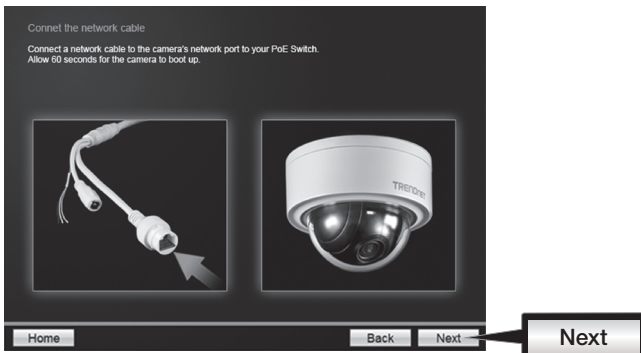 Connet the network cable
Connect a network cable to the camera's network port to your PoE Switch.
Allow 60 seconds for the camera to boot up.
TRENDnet
Home
Back
Next
Next